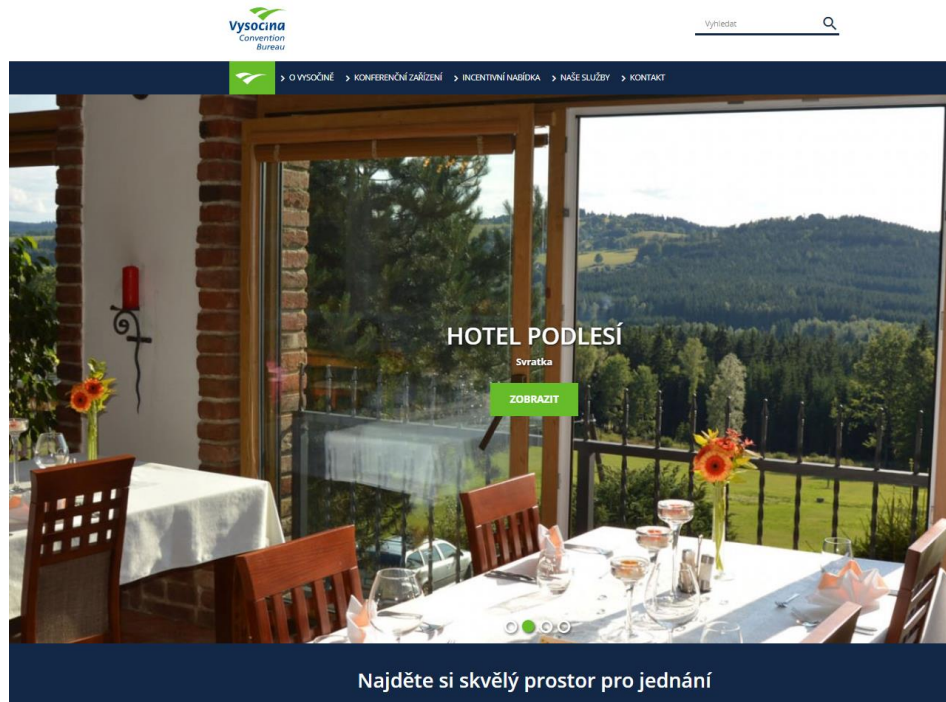 Vysočina
Convention
Bureau
Vyhledat
O VYSOČINĚ
KONFERENČNÍ ZAŘÍZENÍ
INCENTIVNÍ NABÍDKA
NAŠE SLUŽBY
KONTAKT
HOTEL PODLESÍ
Svratka
ZOBRAZIT
Najděte si skvělý prostor pro jednání